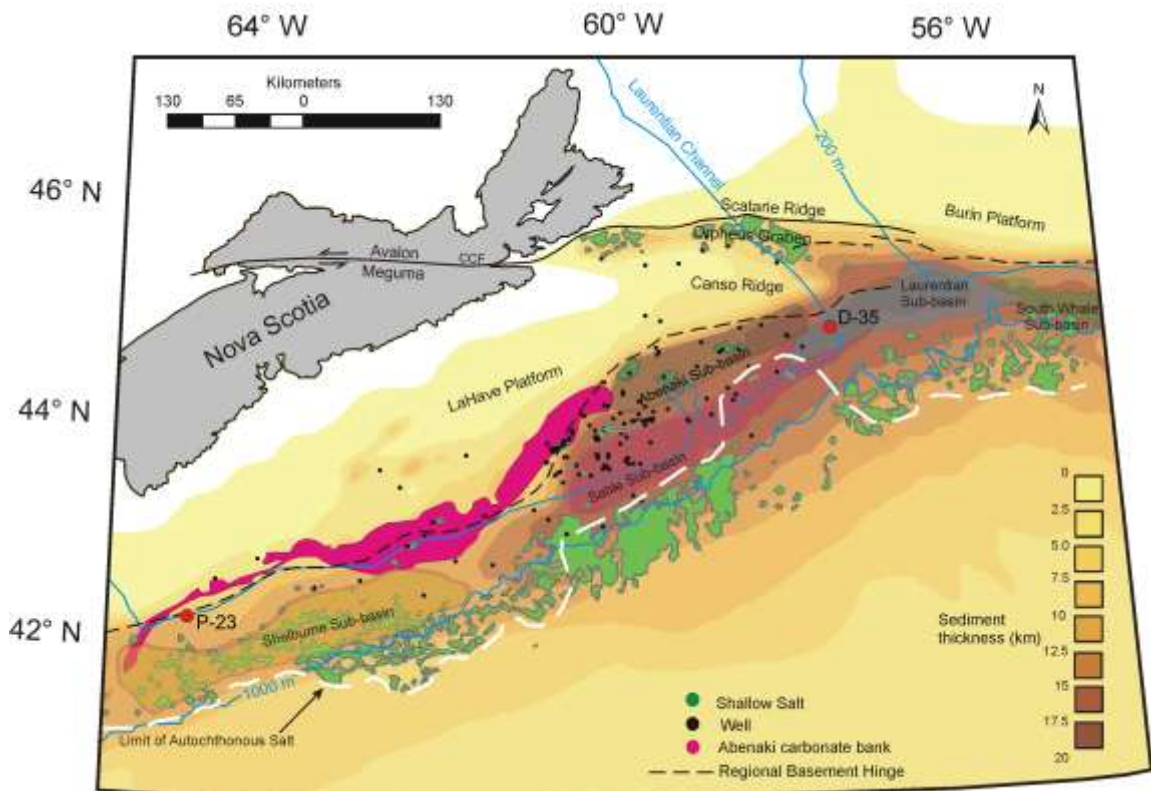 64° W
60° W
56° W
Kilometers
130 65 0 130
N
46° N
44° N
42° N
Laurentian Channel
200 m
Scatarie Ridge
Burin Platform
Orpheus Graben
Avalon
CCF
Meguma
Canso Ridge
Laurentian
Sub-basin
South Whale
Sub-basin
Nova Scotia
D-35
LaHave Platform
Abenaki Sub-basin
Sable Sub-basin
P-23
Shelburne Sub-basin
1000 m
Limit of Autochthonous Salt
Sediment
thickness (km)
0
2.5
5.0
7.5
10
12.5
15
17.5
20
Shallow Salt
Well
Abenaki carbonate bank
Regional Basement Hinge